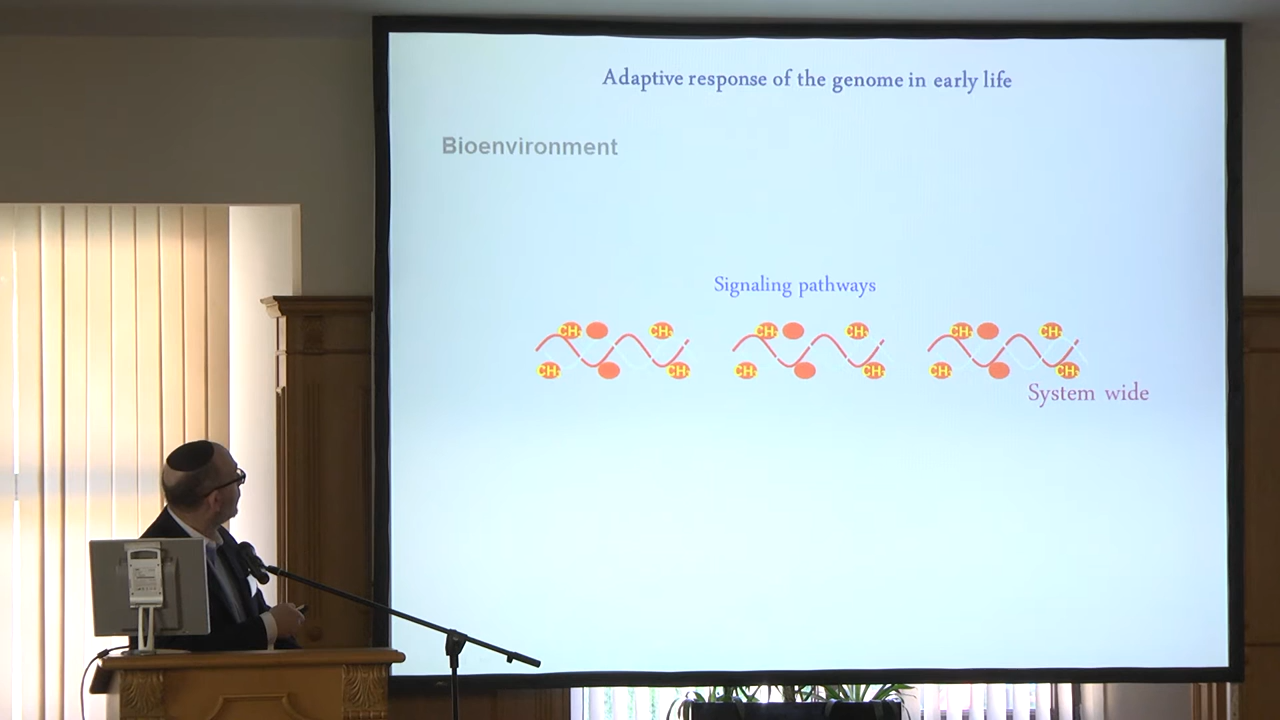 Adaptive response of the genome in early life
Bioenvironment
Signaling pathways
CH₃ CH₃ CH₃ CH₃ CH₃ CH₃
CH₃ CH₃ CH₃ CH₃ CH₃ CH₃
System wide